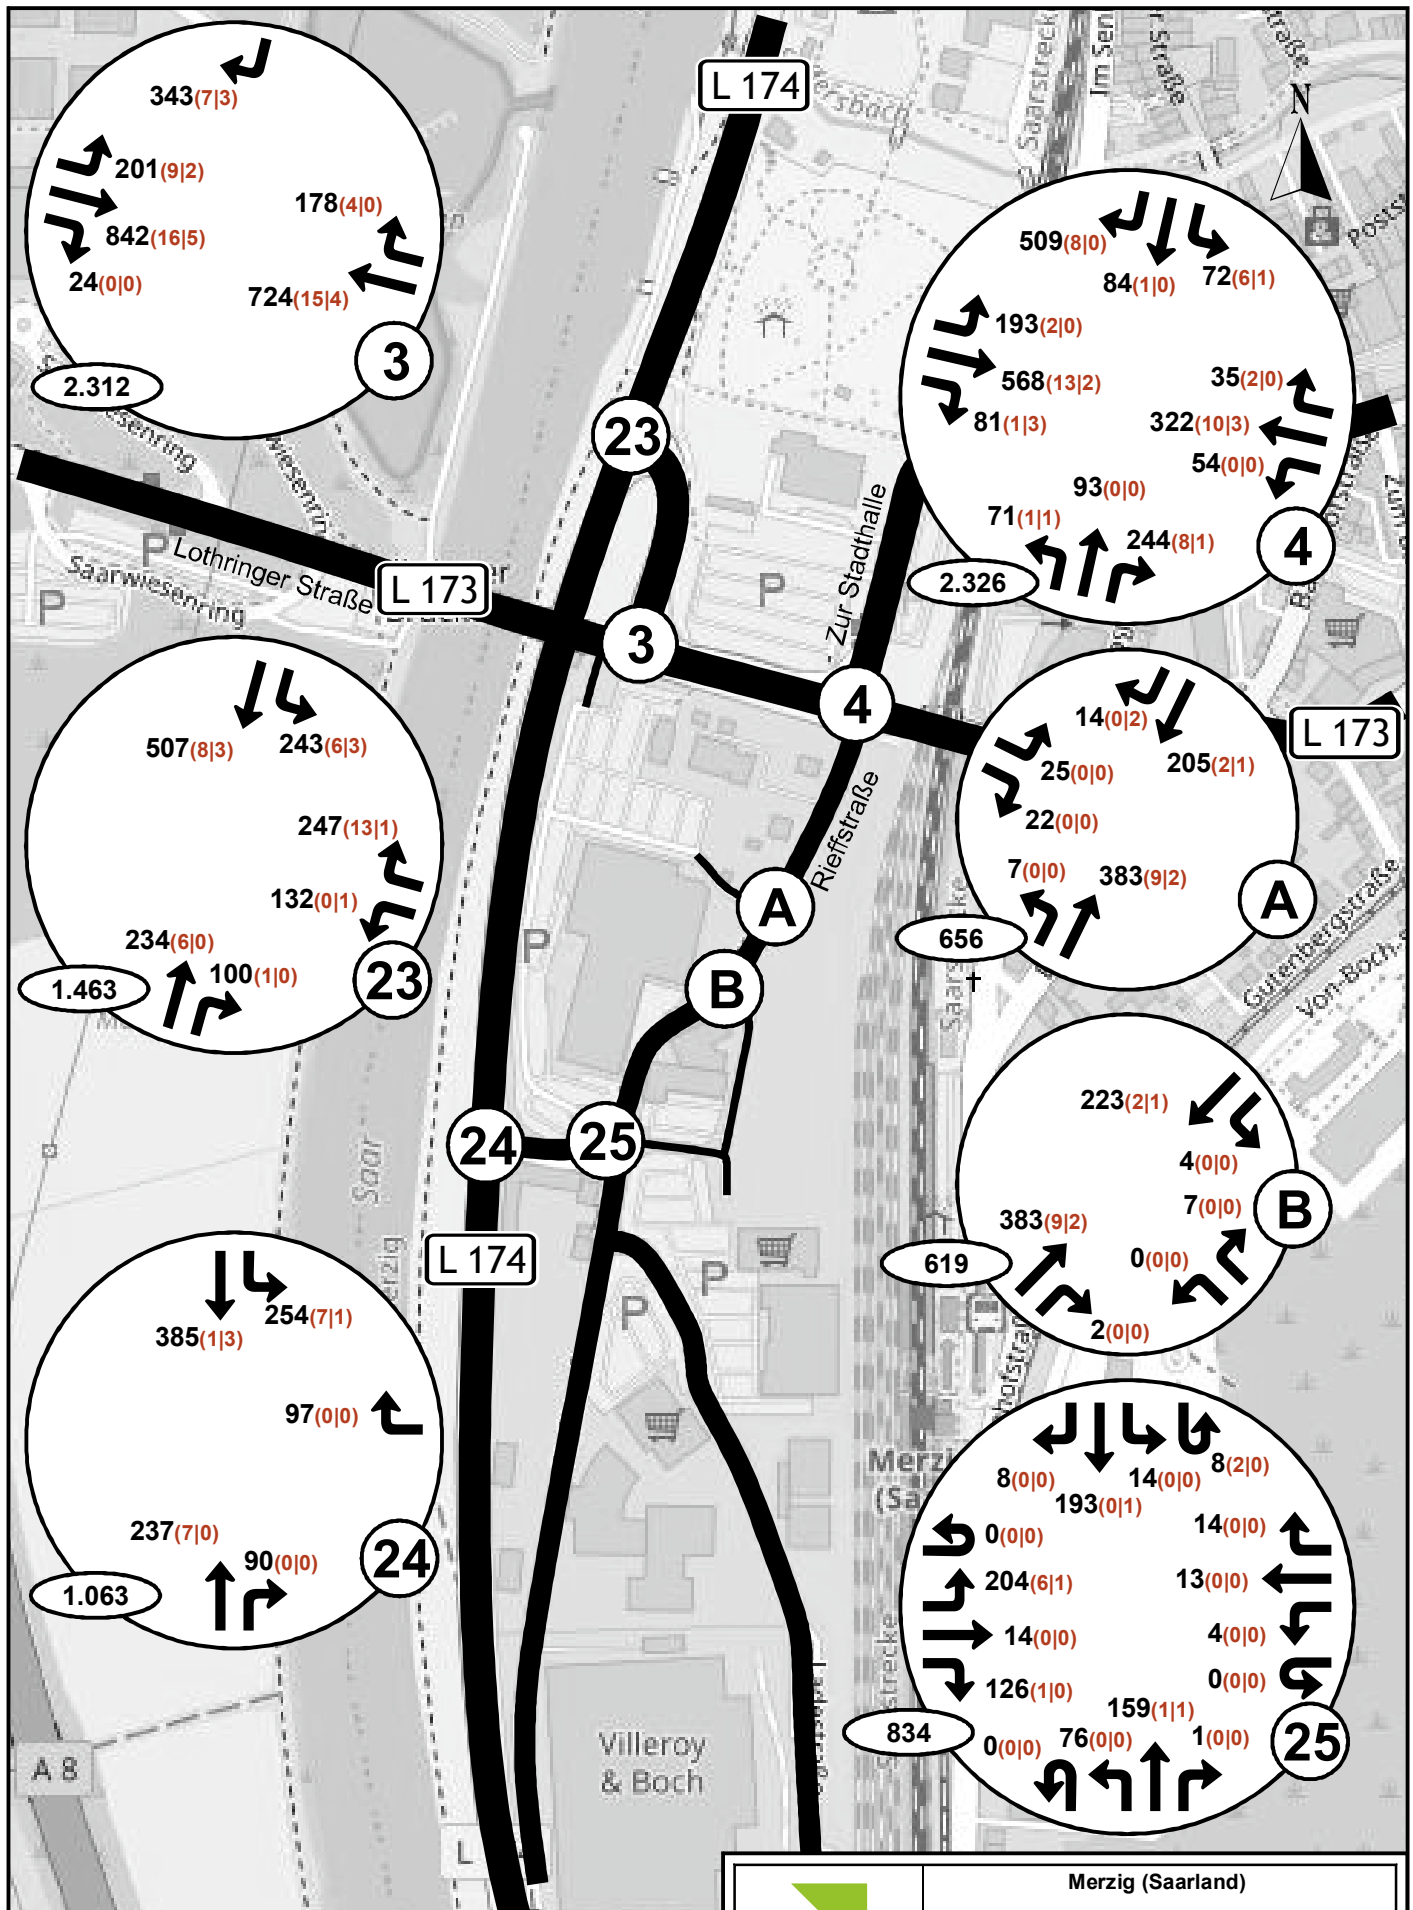 L 174
N
343(7|3)
201(9|2)
842(16|5)
24(0|0)
178(4|0)
724(15|4)
3
2.312
509(8|0)
84(1|0)
72(6|1)
193(2|0)
568(13|2)
81(1|3)
35(2|0)
322(10|3)
54(0|0)
93(0|0)
71(1|1)
244(8|1)
4
2.326
23
Lothringer Straße
L 173
Saarwiesenring
P
P
P
Zur Stadthalle
3
4
Rieffstraße
L 173
507(8|3)
243(6|3)
247(13|1)
132(0|1)
234(6|0)
100(1|0)
23
1.463
14(0|2)
205(2|1)
25(0|0)
22(0|0)
7(0|0)
383(9|2)
A
656
A
B
P
Gutenbergstraße
Von-Boch-
Saar
24
25
223(2|1)
4(0|0)
7(0|0)
383(9|2)
0(0|0)
2(0|0)
B
619
L 174
P
P
385(1|3)
254(7|1)
97(0|0)
237(7|0)
90(0|0)
24
1.063
8(0|0)
193(0|1)
14(0|0)
8(2|0)
0(0|0)
204(6|1)
14(0|0)
126(1|0)
14(0|0)
13(0|0)
4(0|0)
0(0|0)
159(1|1)
76(0|0)
0(0|0)
1(0|0)
25
834
Villeroy
& Boch
A 8
L
Merzig (Saarland)